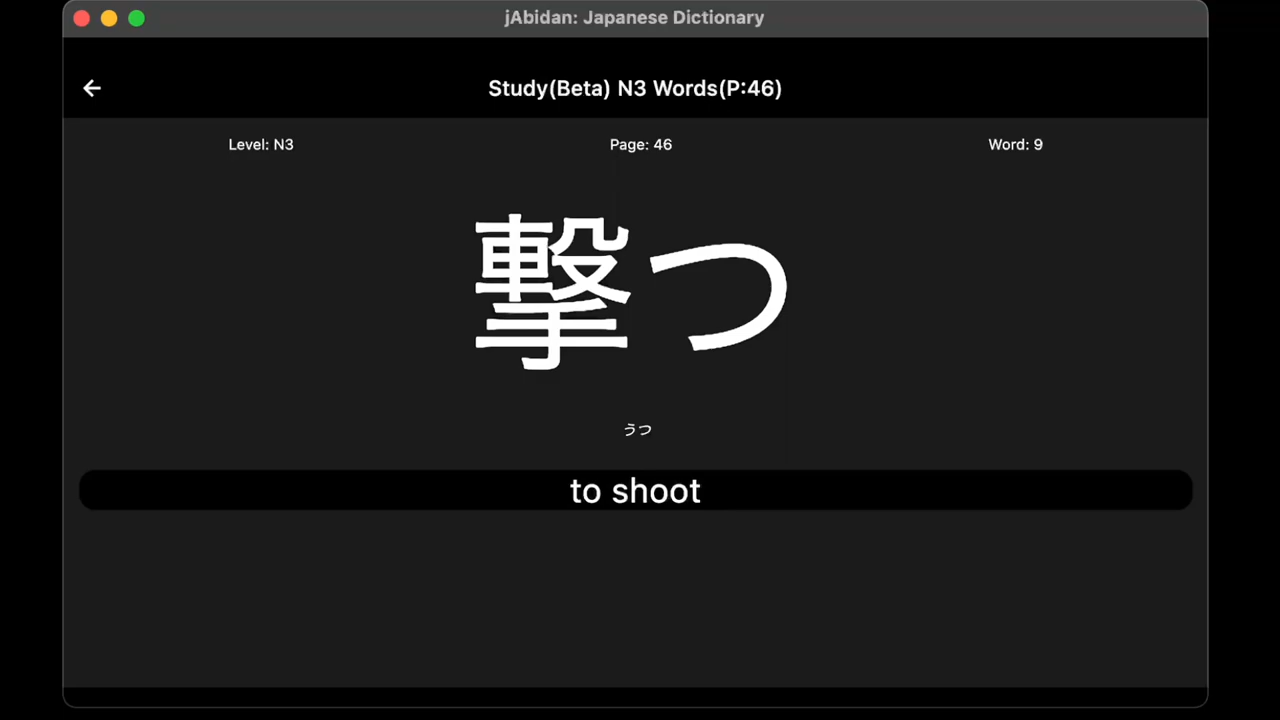 jAbidan: Japanese Dictionary
Study(Beta) N3 Words(P:46)
Level: N3
Page: 46
Word: 9
撃つ
うつ
to shoot